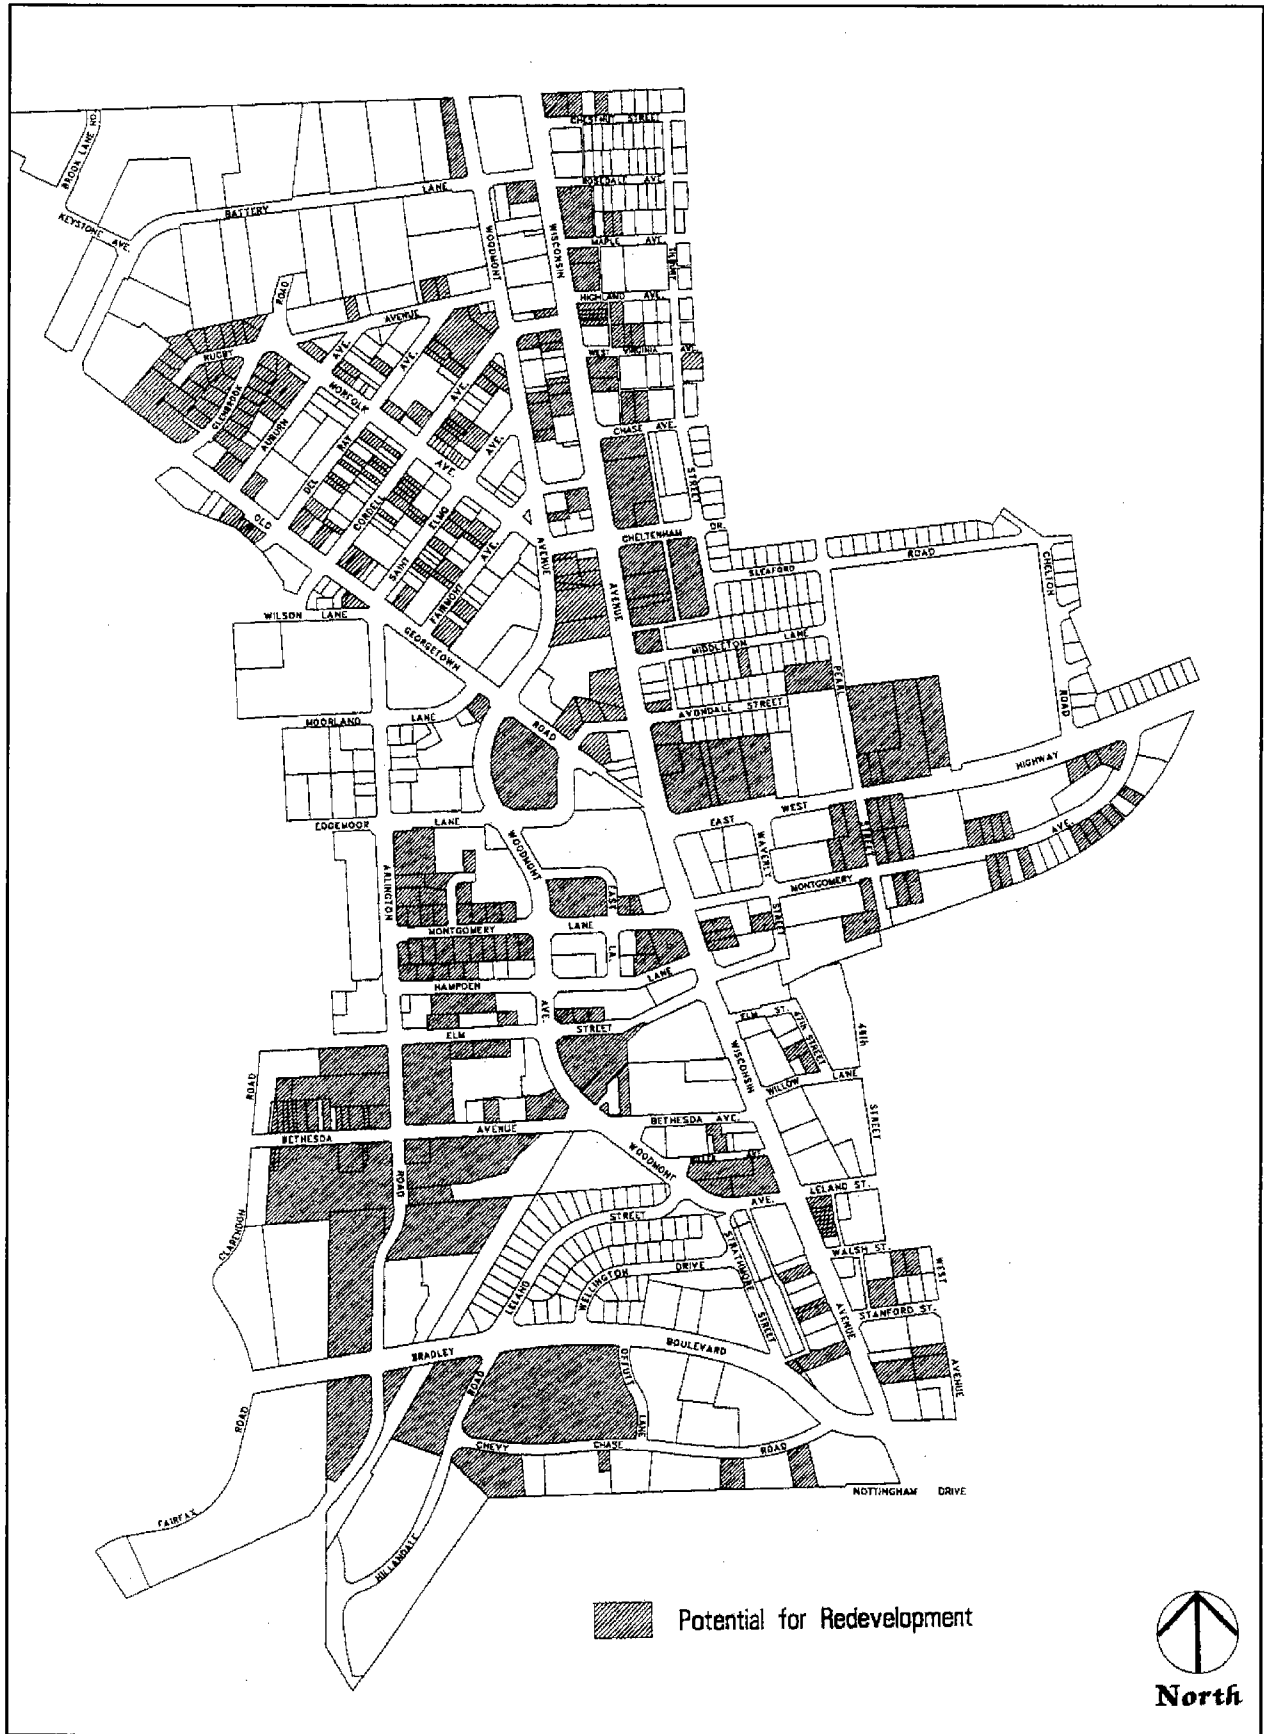 CHESTNUT STREET
BROOK LANE RD.
ROSEDALE AVE.
BATTERY LANE
KEYSTONE AVE.
WOODMONT
WISCONSIN
MAPLE AVE.
ROAD
HIGHLAND AVE.
AVENUE
RUGBY
AVE.
AVE.
WEST VIRGINIA AVE.
NORFOLK
AVE.
GLENBROOK
AUBURN
CHASE AVE.
AVE.
DEL RAY
AVE.
STREET
CORDELL
ELMO
OLD
CHELTENHAM DR.
SAINT
AVE.
AVENUE
ROAD
CHELTON
SLEAFORD
AVENUE
FAIRMONT
WILSON LANE
GEORGETOWN
MIDDLETON LANE
PEARL
ROAD
MOORLAND LANE
ROAD
AVONDALE STREET
HIGHWAY
WEST
EDGEMOOR LANE
EAST
WOODMONT
WAVERLY
STREET
AVE.
ARLINGTON
EAST
MONTGOMERY
MONTGOMERY LANE
STREET
LA.
LANE
HAMPDEN
AVE.
STREET
ELM
ELM ST.
47th STREET
46th
WISCONSIN
WILLOW LANE
ROAD
STREET
BETHESDA AVENUE
BETHESDA AVE.
WOODMONT
ROAD
LELAND ST.
AVE.
STREET
CLARENDON
WALSH ST.
STRATHMORE
WEST
DRIVE
WELLINGTON
LELAND
STANFORD ST.
STREET
AVENUE
BOULEVARD
BRADLEY
OFFUTT
ROAD
AVENUE
ROAD
LANE
CHEVY CHASE ROAD
NOTTINGHAM DRIVE
FAIRFAX
HILLANDALE
Potential for Redevelopment
North